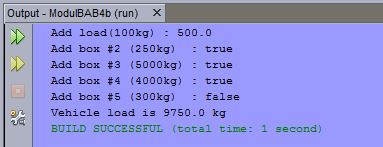 Output - ModulBAB4b (run) x
Add load(100kg) : 500.0
Add box #2 (250kg)  : true
Add box #3 (5000kg) : true
Add box #4 (4000kg) : true
Add box #5 (300kg)  : false
Vehicle load is 9750.0 kg
BUILD SUCCESSFUL (total time: 1 second)